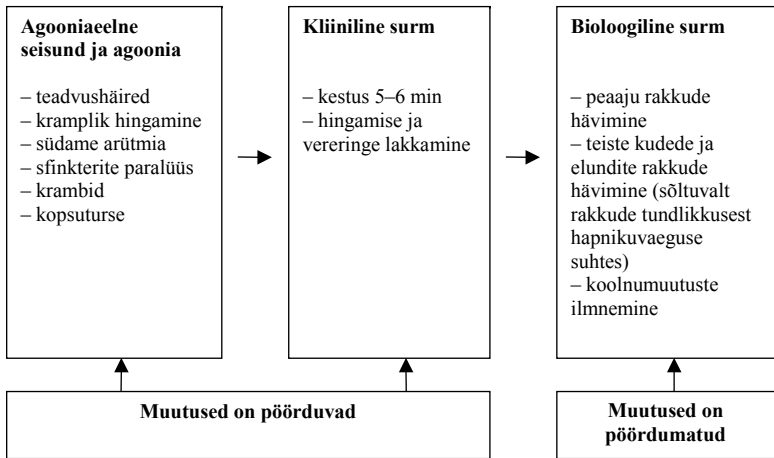 Agooniaeelne
seisund ja agoonia
– teadvushäired
– kramplik hingamine
– südame arütmia
– sfinkterite paralüüs
– krambid
– kopsuturse
Kliiniline surm
– kestus 5–6 min
– hingamise ja
vereringe lakkamine
Bioloogiline surm
– peaaju rakkude
hävimine
– teiste kudede ja
elundite rakkude
hävimine (sõltuvalt
rakkude tundlikkusest
hapnikuvaeguse
suhtes)
– koolnumuutuste
ilmnemine
Muutused on pöörduvad
Muutused on
pöördumatud